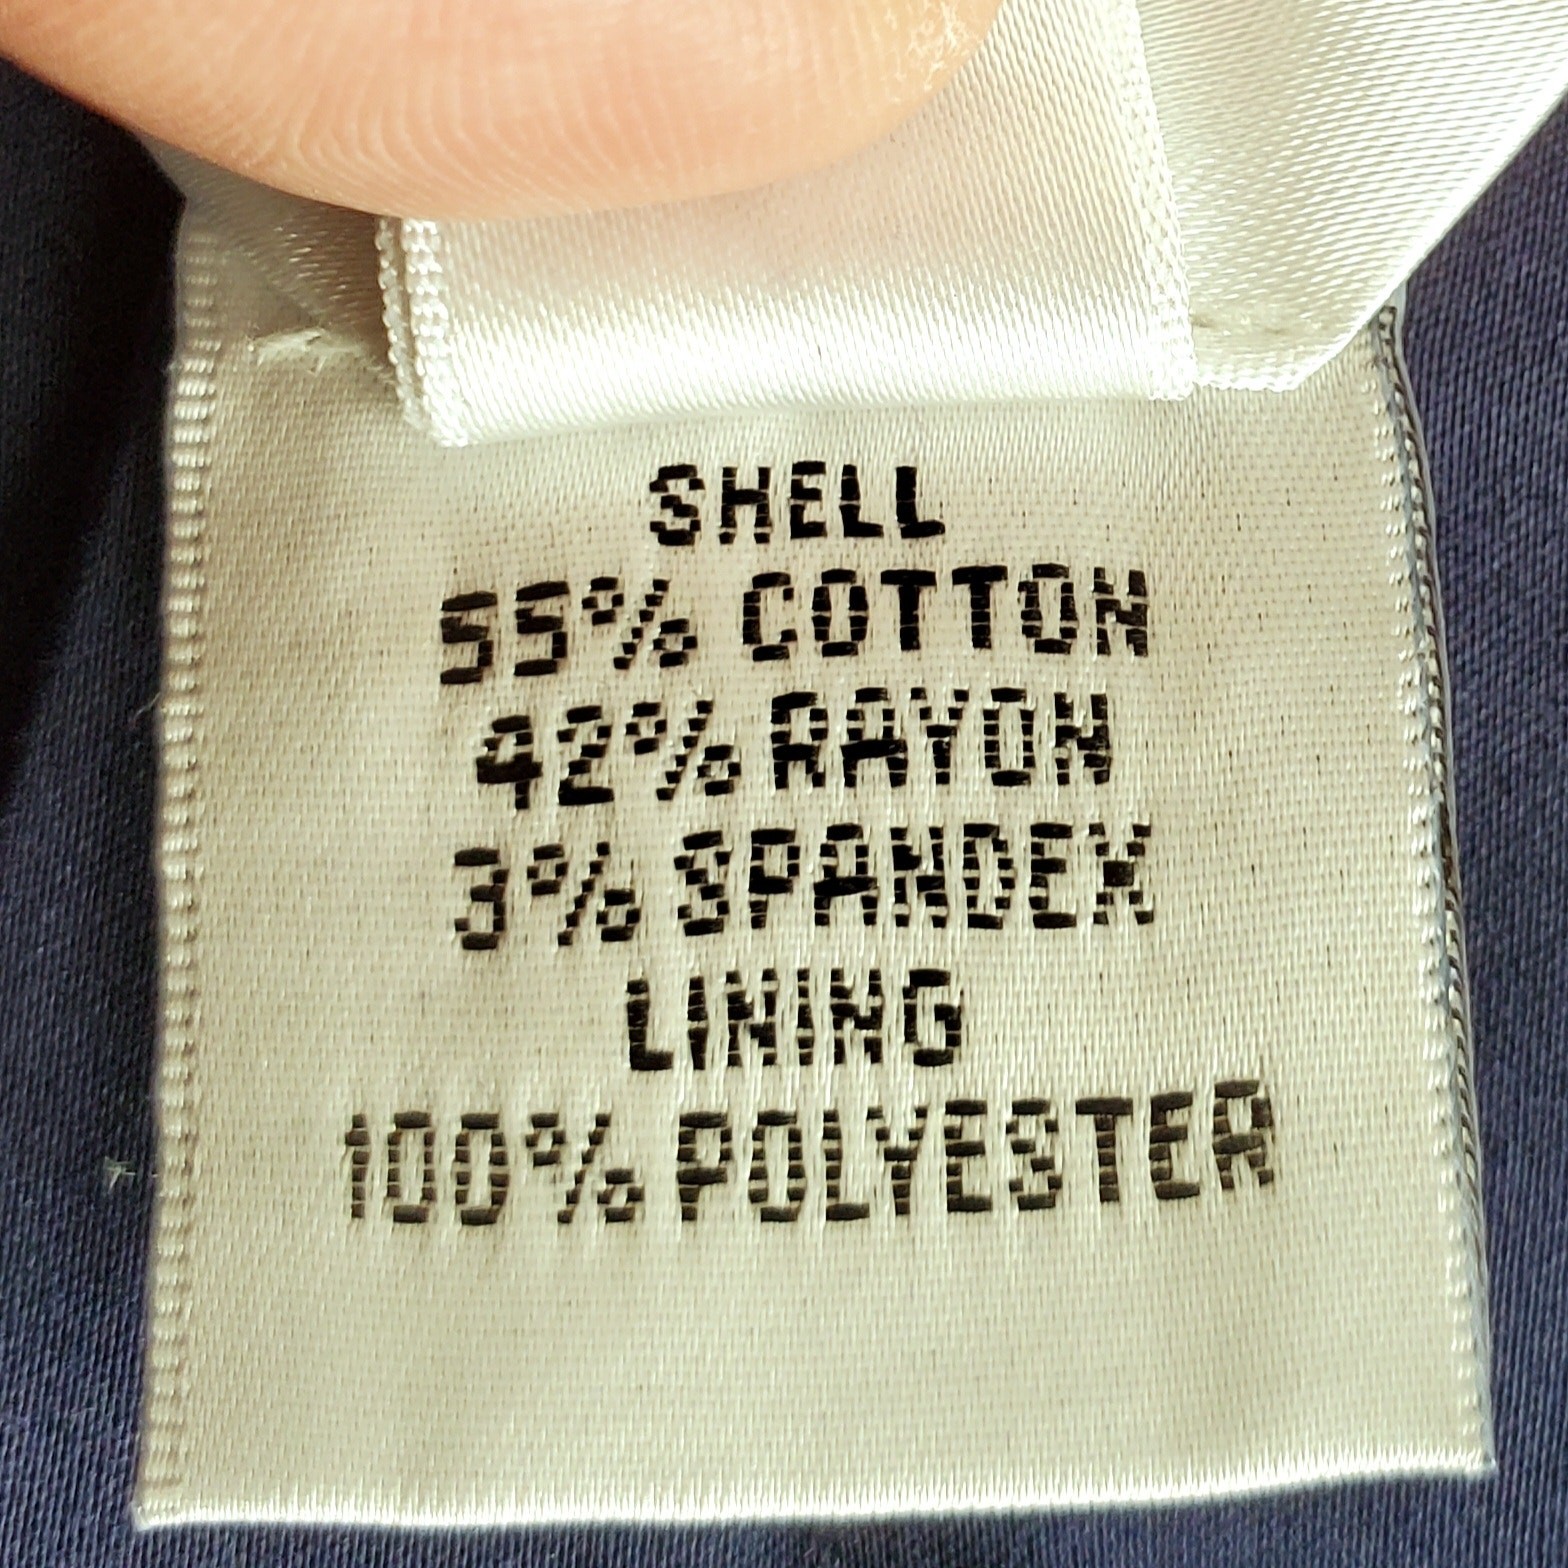 SHELL
55% COTTON
42% RAYON
3% SPANDEX
LINING
100% POLYESTER